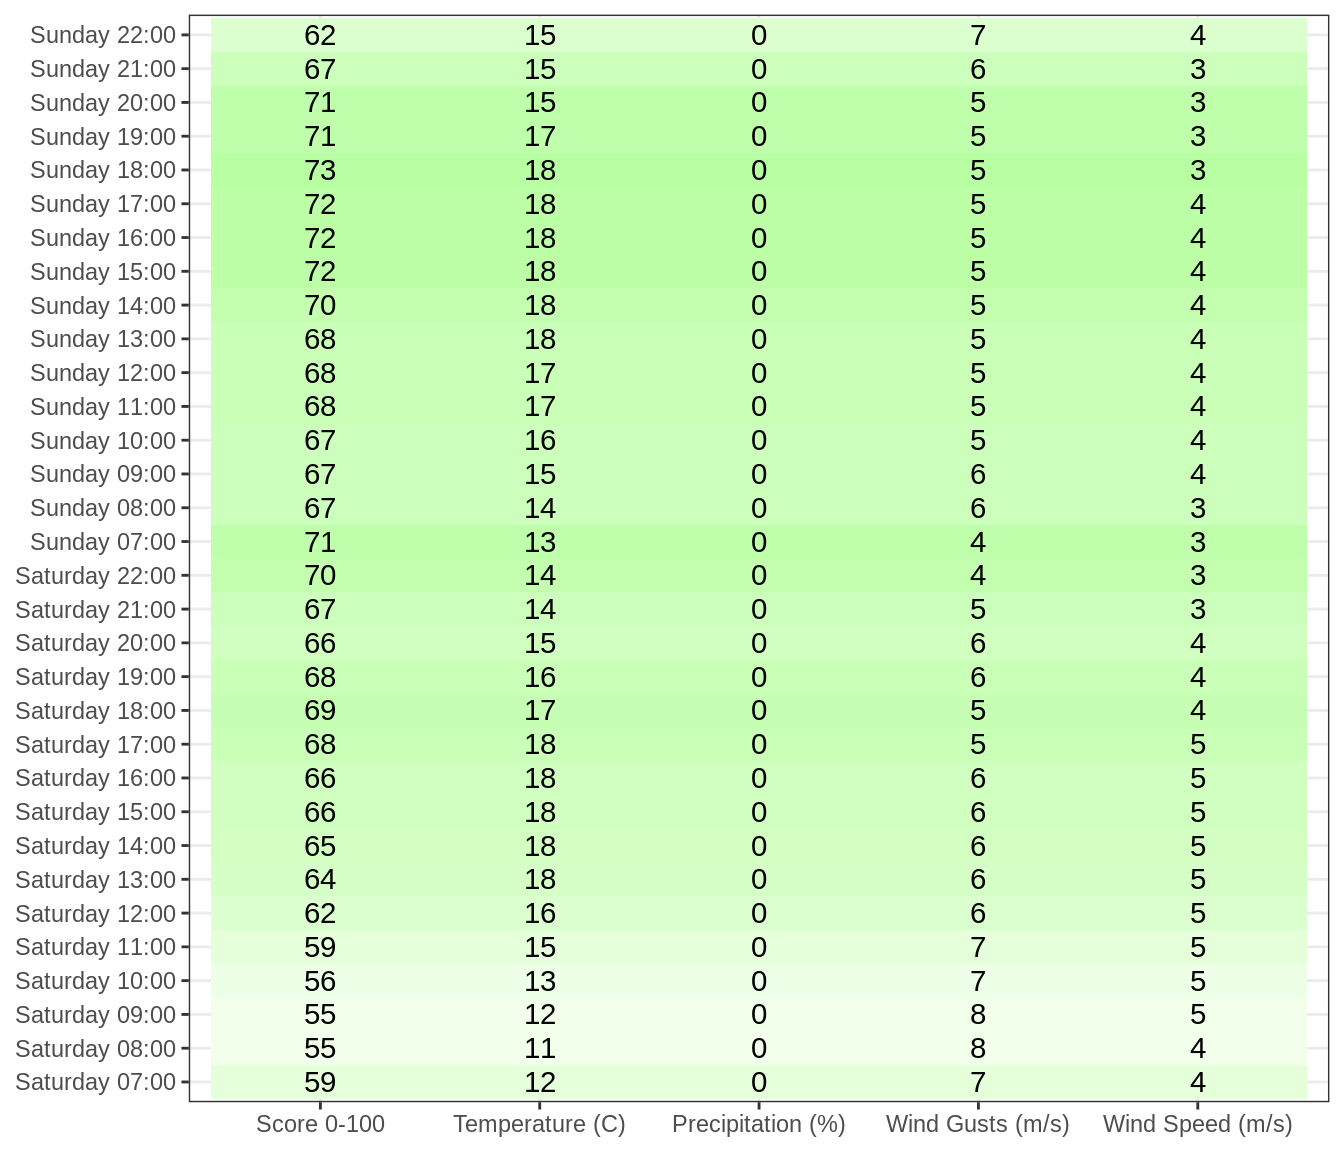 Sunday 22:00 62 15 0 7 4
Sunday 21:00 67 15 0 6 3
Sunday 20:00 71 15 0 5 3
Sunday 19:00 71 17 0 5 3
Sunday 18:00 73 18 0 5 3
Sunday 17:00 72 18 0 5 4
Sunday 16:00 72 18 0 5 4
Sunday 15:00 72 18 0 5 4
Sunday 14:00 70 18 0 5 4
Sunday 13:00 68 18 0 5 4
Sunday 12:00 68 17 0 5 4
Sunday 11:00 68 17 0 5 4
Sunday 10:00 67 16 0 5 4
Sunday 09:00 67 15 0 6 4
Sunday 08:00 67 14 0 6 3
Sunday 07:00 71 13 0 4 3
Saturday 22:00 70 14 0 4 3
Saturday 21:00 67 14 0 5 3
Saturday 20:00 66 15 0 6 4
Saturday 19:00 68 16 0 6 4
Saturday 18:00 69 17 0 5 4
Saturday 17:00 68 18 0 5 5
Saturday 16:00 66 18 0 6 5
Saturday 15:00 66 18 0 6 5
Saturday 14:00 65 18 0 6 5
Saturday 13:00 64 18 0 6 5
Saturday 12:00 62 16 0 6 5
Saturday 11:00 59 15 0 7 5
Saturday 10:00 56 13 0 7 5
Saturday 09:00 55 12 0 8 5
Saturday 08:00 55 11 0 8 4
Saturday 07:00 59 12 0 7 4
Score 0-100 Temperature (C) Precipitation (%) Wind Gusts (m/s) Wind Speed (m/s)